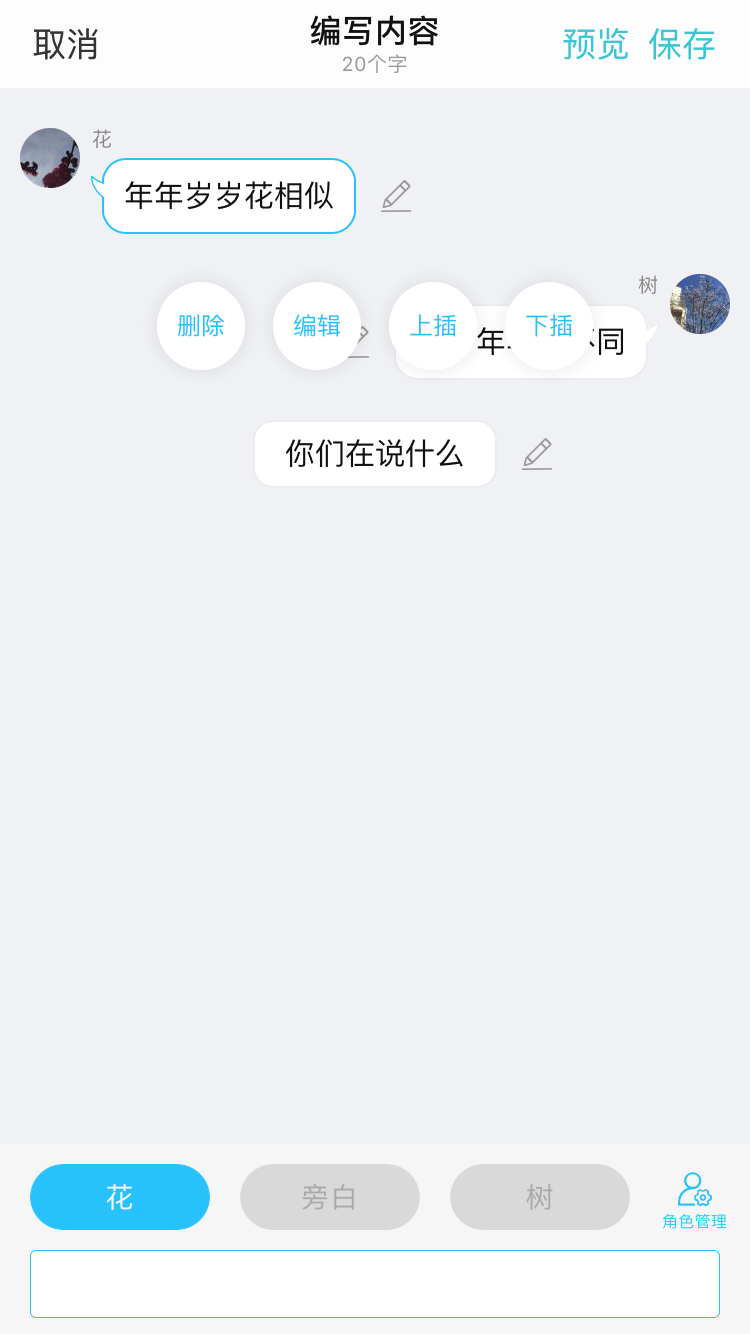 取消
编写内容
20个字
预览 保存
花
年年岁岁花相似
树
删除
编辑
上插
下插
年
不同
你们在说什么
花
旁白
树
角色管理